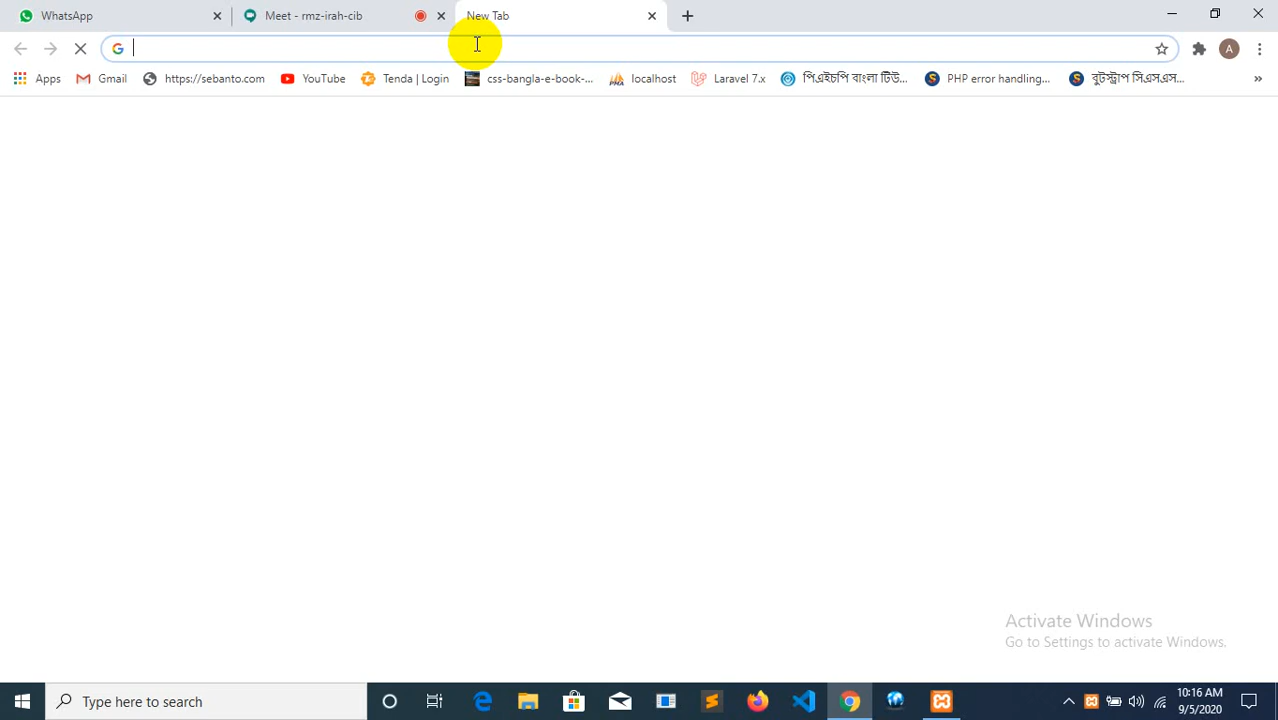 WhatsApp
Meet - rmz-irah-cib
New Tab
Apps
Gmail
https://sebanto.com
YouTube
Tenda | Login
css-bangla-e-book-...
localhost
Laravel 7.x
পিএইচপি বাংলা টিউ...
PHP error handling...
বুটস্ট্রাপ সিএসএস...
A
Activate Windows
Go to Settings to activate Windows.
Type here to search
10:16 AM
9/5/2020